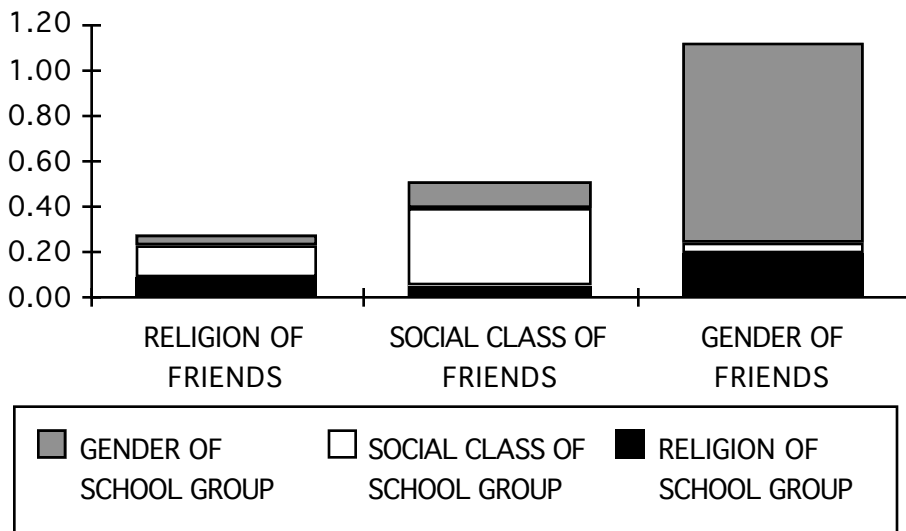 1.20
1.00
0.80
0.60
0.40
0.20
0.00
RELIGION OF
FRIENDS
SOCIAL CLASS OF
FRIENDS
GENDER OF
FRIENDS
GENDER OF
SCHOOL GROUP
SOCIAL CLASS OF
SCHOOL GROUP
RELIGION OF
SCHOOL GROUP